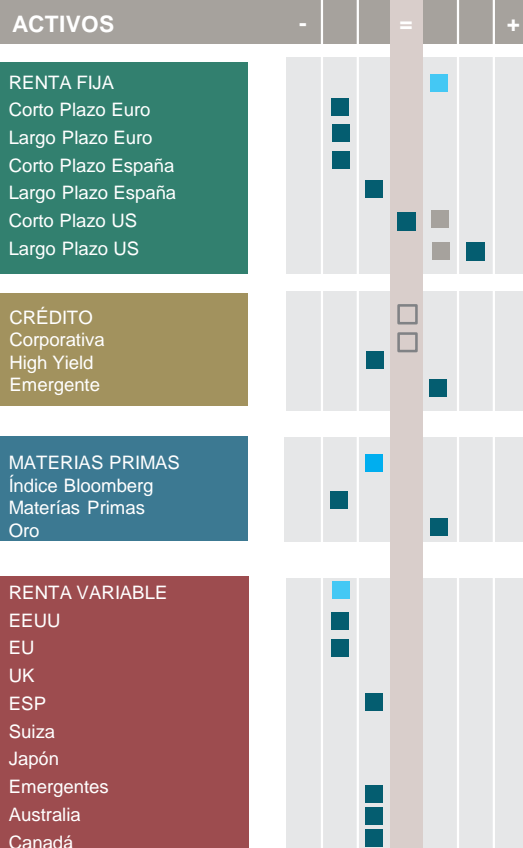 ACTIVOS - = +
RENTA FIJA
Corto Plazo Euro
Largo Plazo Euro
Corto Plazo España
Largo Plazo España
Corto Plazo US
Largo Plazo US
CRÉDITO
Corporativa
High Yield
Emergente
MATERIAS PRIMAS
Índice Bloomberg
Materías Primas
Oro
RENTA VARIABLE
EEUU
EU
UK
ESP
Suiza
Japón
Emergentes
Australia
Canadá